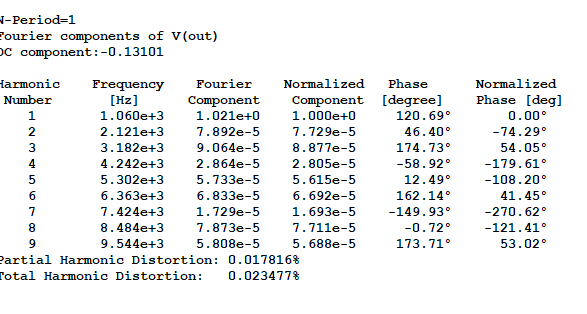 N-Period=1
Fourier components of V(out)
DC component:-0.13101
Harmonic Frequency Fourier Normalized Phase Normalized
Number [Hz] Component Component [degree] Phase [deg]
1 1.060e+3 1.021e+0 1.000e+0 120.69° 0.00°
2 2.121e+3 7.892e-5 7.729e-5 46.40° -74.29°
3 3.182e+3 9.064e-5 8.877e-5 174.73° 54.05°
4 4.242e+3 2.864e-5 2.805e-5 -58.92° -179.61°
5 5.302e+3 5.733e-5 5.615e-5 12.49° -108.20°
6 6.363e+3 6.833e-5 6.692e-5 162.14° 41.45°
7 7.424e+3 1.729e-5 1.693e-5 -149.93° -270.62°
8 8.484e+3 7.873e-5 7.711e-5 -0.72° -121.41°
9 9.544e+3 5.808e-5 5.688e-5 173.71° 53.02°
Partial Harmonic Distortion: 0.017816%
Total Harmonic Distortion: 0.023477%